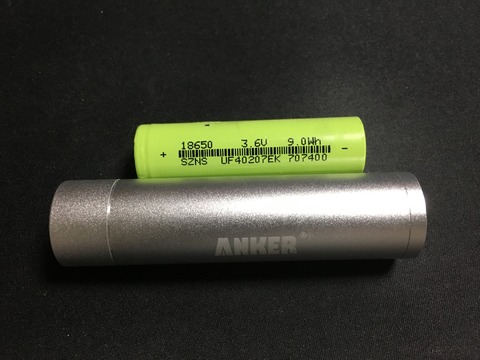 18650 3.6V 9.0Wh
+ -
SZNS UF40207EK 707400
ANKER®